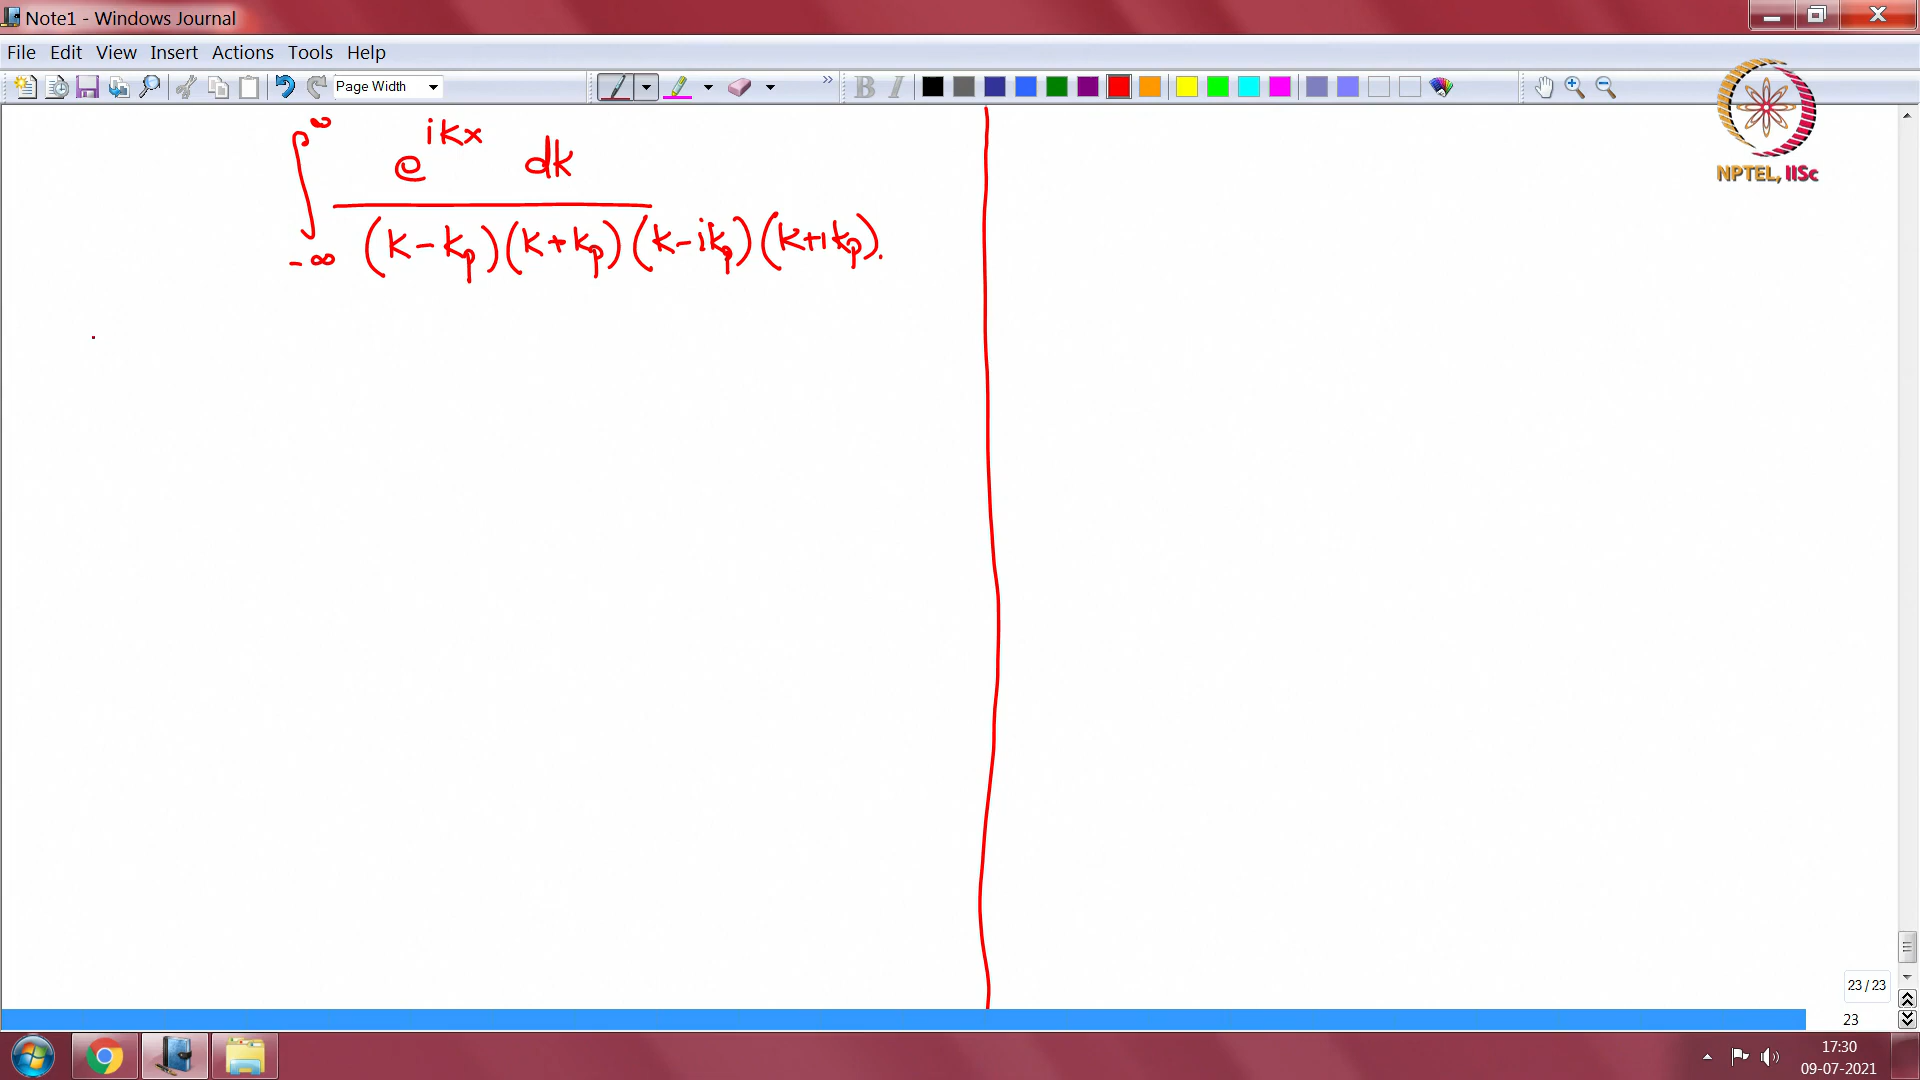 Note1 - Windows Journal
File Edit View Insert Actions Tools Help
Page Width
B I
NPTEL, IISc
∞
e^{ikx} dk
∫
-∞
(k-k_p)(k+k_p)(k-ik_p)(k+ik_p).
23 / 23
23
17:30
09-07-2021